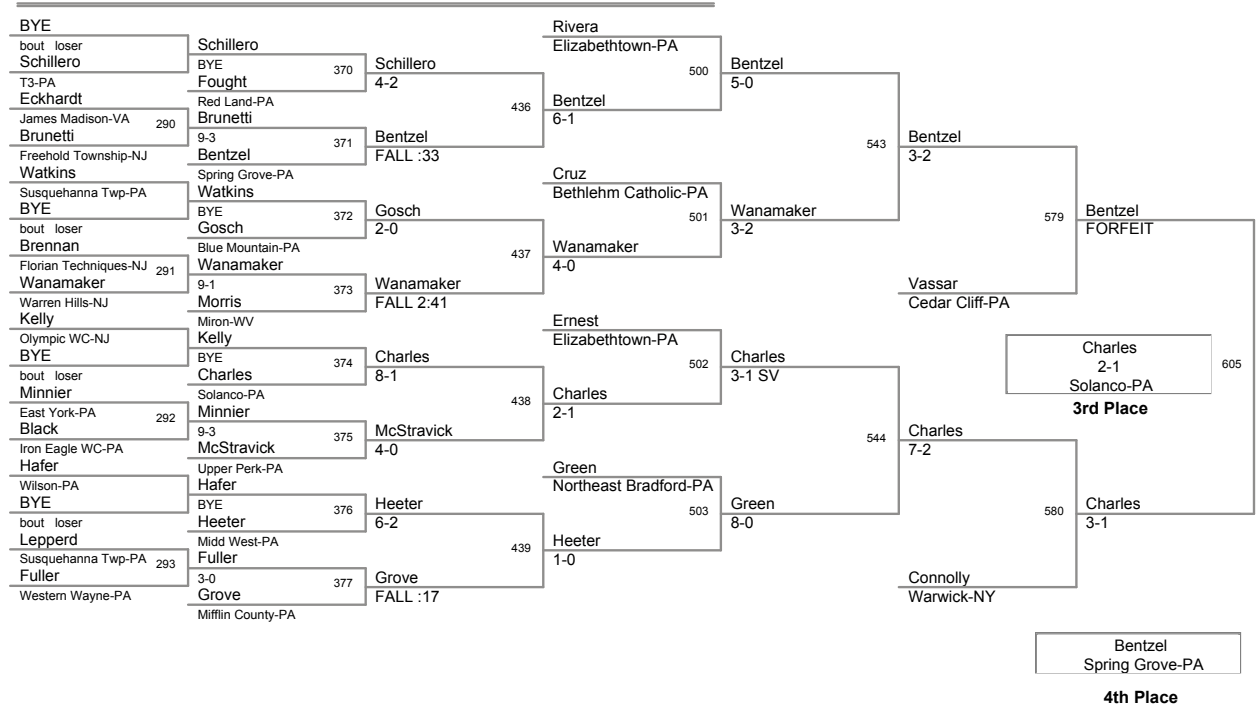 BYE
bout loser
Schillero
T3-PA
Eckhardt
James Madison-VA 290
Brunetti
Freehold Township-NJ
Watkins
Susquehanna Twp-PA
BYE
bout loser
Brennan
Florian Techniques-NJ 291
Wanamaker
Warren Hills-NJ
Kelly
Olympic WC-NJ
BYE
bout loser
Minnier
East York-PA 292
Black
Iron Eagle WC-PA
Hafer
Wilson-PA
BYE
bout loser
Lepperd
Susquehanna Twp-PA 293
Fuller
Western Wayne-PA
Schillero
BYE 370
Fought
Red Land-PA
Brunetti
9-3 371
Bentzel
Spring Grove-PA
Watkins
BYE 372
Gosch
Blue Mountain-PA
Wanamaker
9-1 373
Morris
Miron-WV
Kelly
BYE 374
Charles
Solanco-PA
Minnier
9-3 375
McStravick
Upper Perk-PA
Hafer
BYE 376
Heeter
Midd West-PA
Fuller
3-0 377
Grove
Mifflin County-PA
Schillero
4-2
436
Bentzel
FALL :33
Gosch
2-0
437
Wanamaker
FALL 2:41
Charles
8-1
438
McStravick
4-0
Heeter
6-2
439
Grove
FALL :17
Rivera
Elizabethtown-PA
500
Bentzel
6-1
Cruz
Bethlehm Catholic-PA
501
Wanamaker
4-0
Ernest
Elizabethtown-PA
502
Charles
2-1
Green
Northeast Bradford-PA
503
Heeter
1-0
Bentzel
5-0
543
Wanamaker
3-2
Charles
3-1 SV
544
Green
8-0
Bentzel
3-2
579
Vassar
Cedar Cliff-PA
Charles
7-2
580
Connolly
Warwick-NY
Bentzel
FORFEIT
605
Charles
3-1
Charles
2-1
Solanco-PA
3rd Place
Bentzel
Spring Grove-PA
4th Place